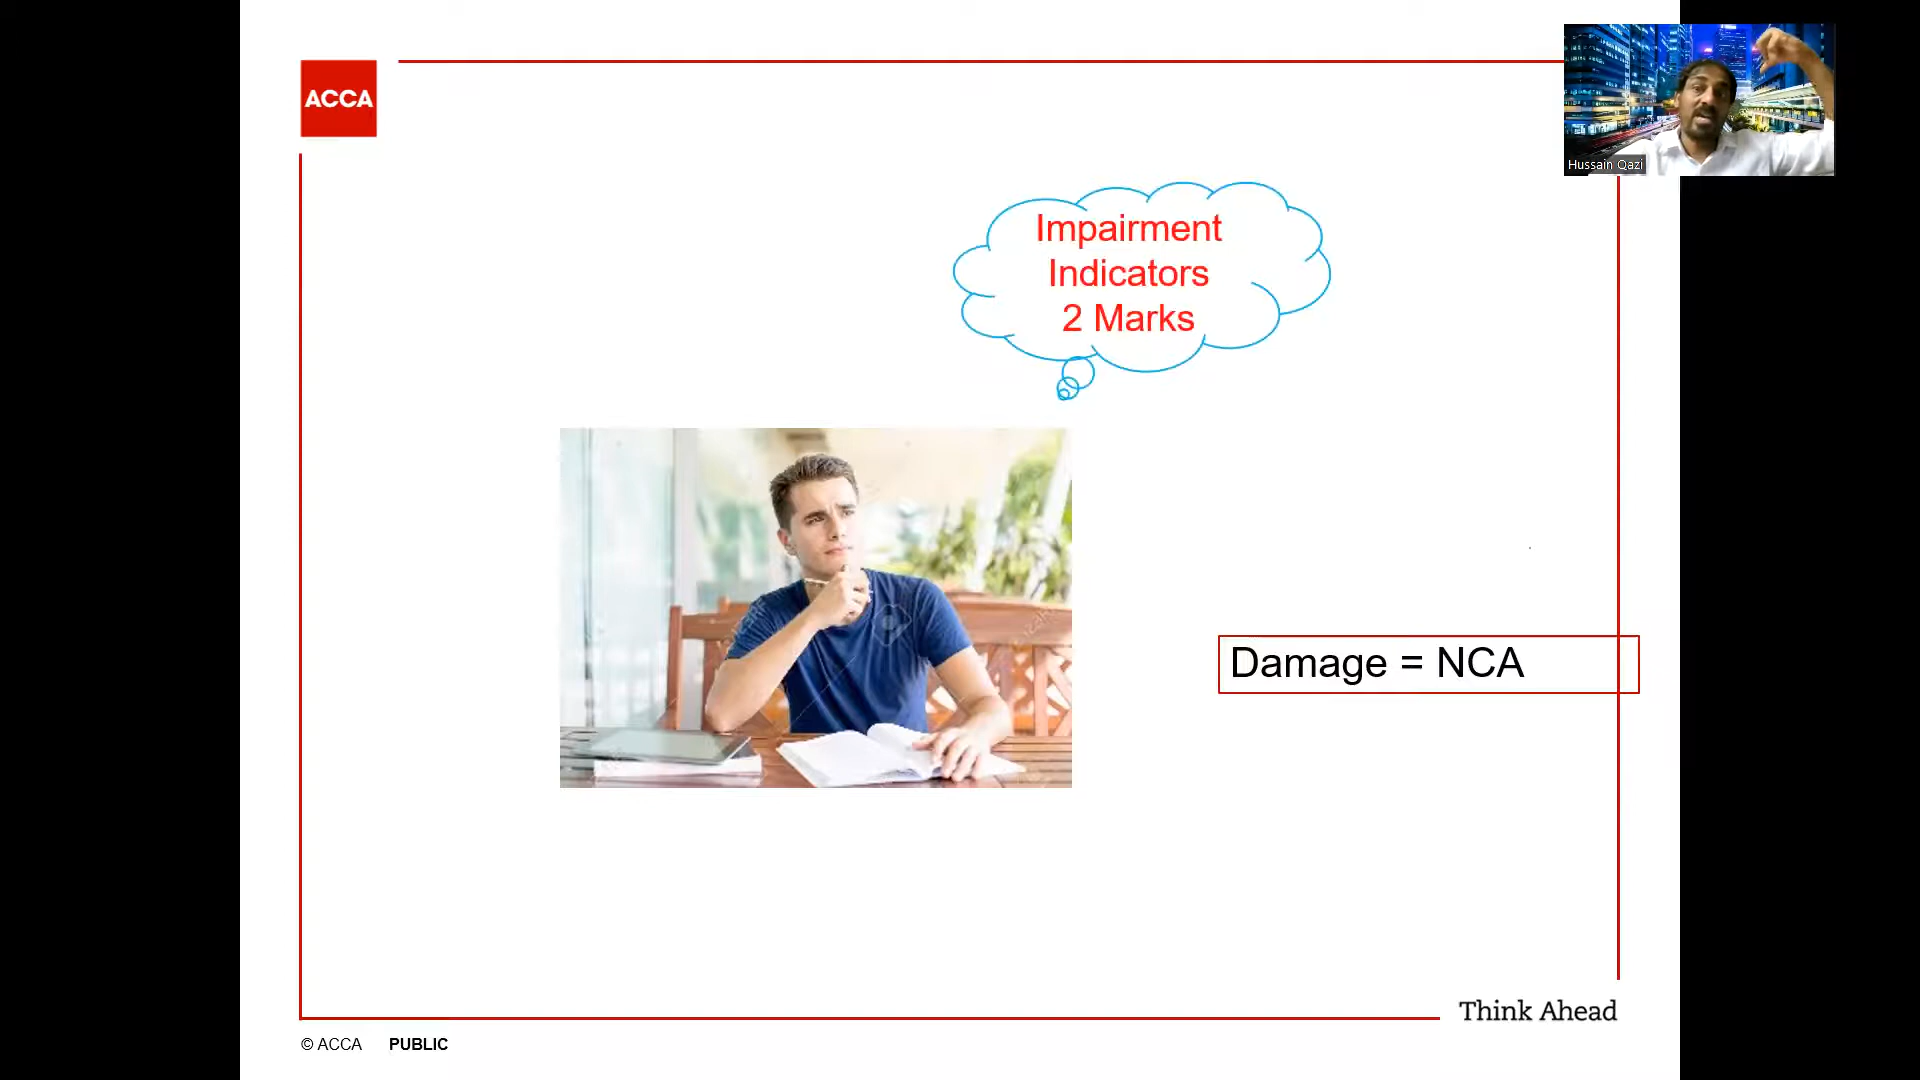 ACCA
Hussain Qazi
Impairment
Indicators
2 Marks
Damage = NCA
Think Ahead
© ACCA PUBLIC